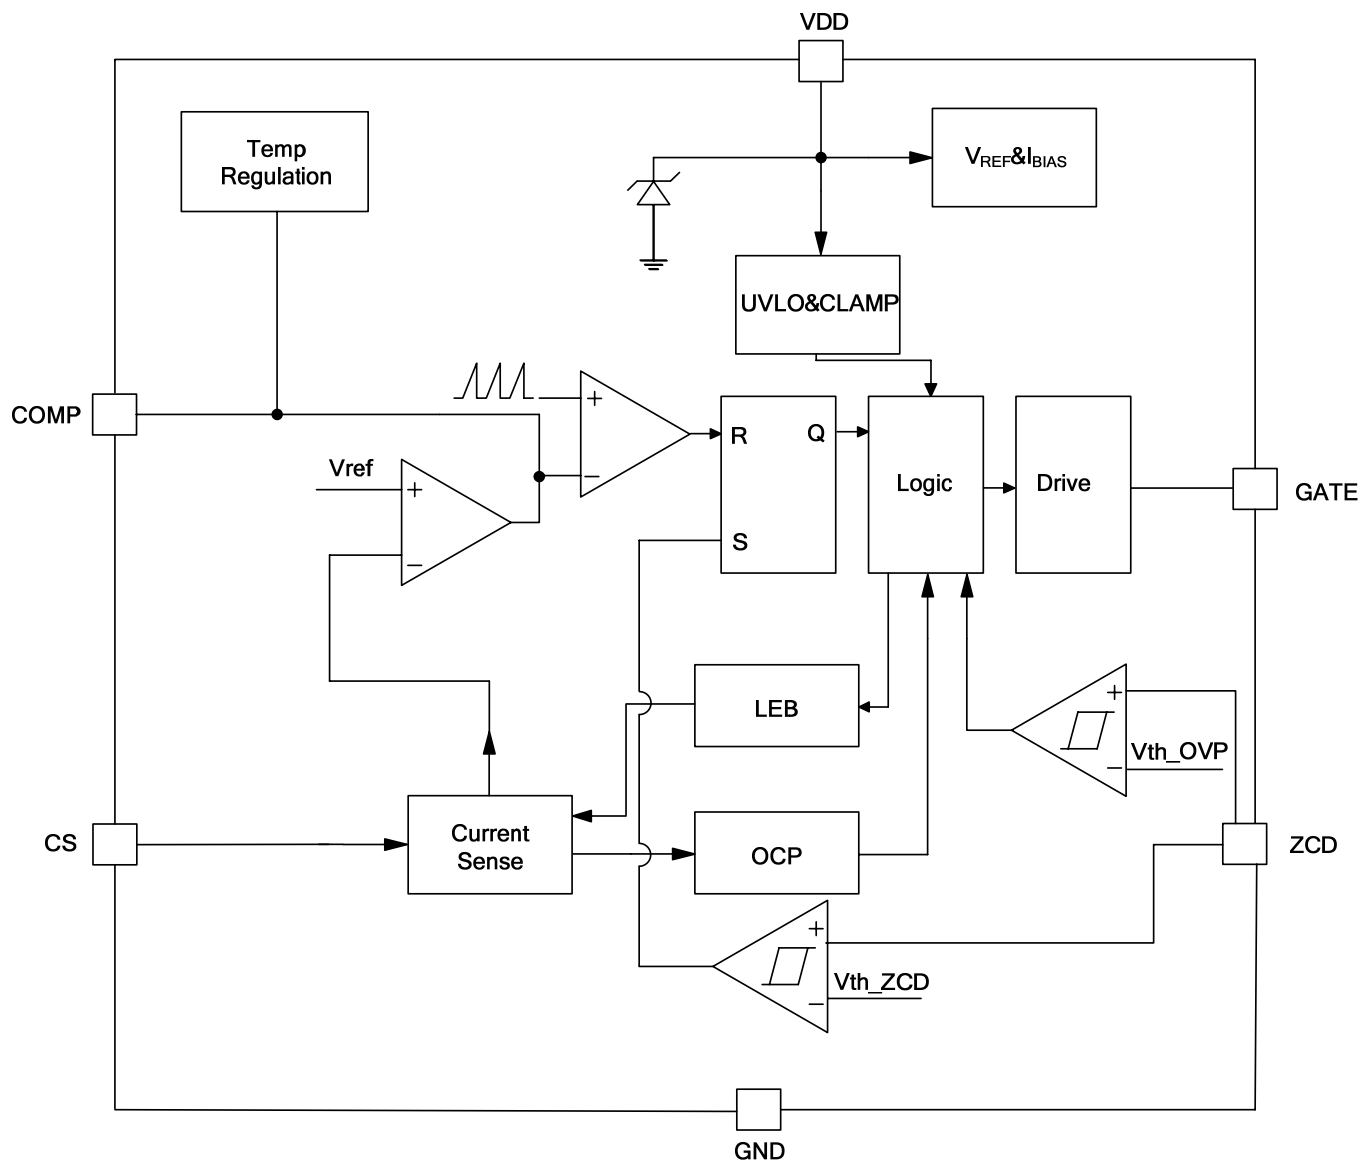 VDD
Temp
Regulation
VREF&IBIAS
UVLO&CLAMP
COMP
+
−
R
Q
S
Logic
Drive
GATE
Vref
+
−
LEB
+
−
Vth_OVP
CS
Current
Sense
OCP
ZCD
+
−
Vth_ZCD
GND